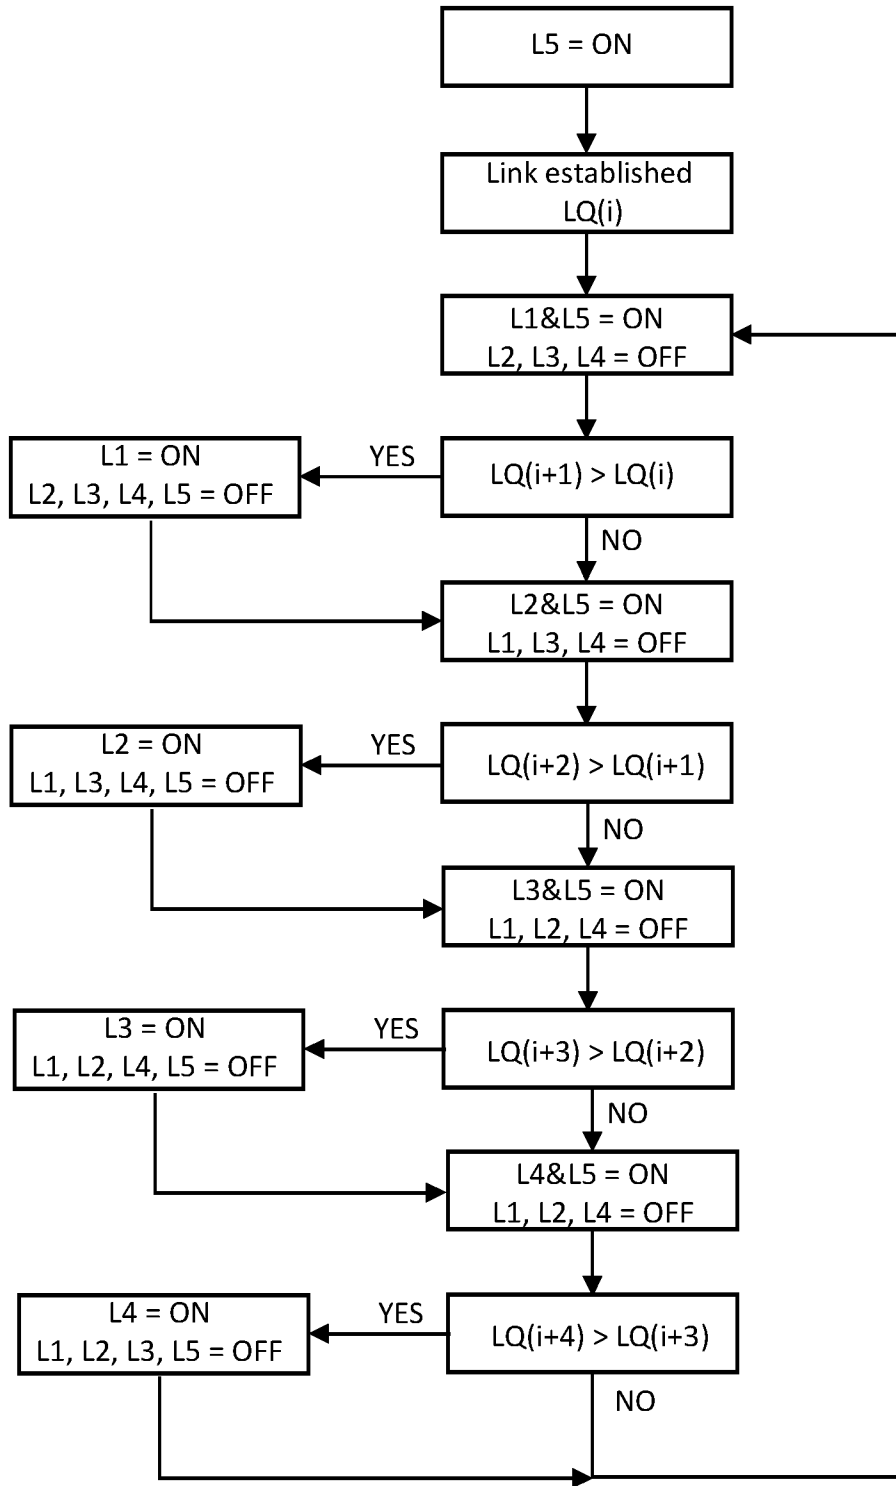 L5 = ON
Link established
LQ(i)
L1&L5 = ON
L2, L3, L4 = OFF
LQ(i+1) > LQ(i)
YES
L1 = ON
L2, L3, L4, L5 = OFF
NO
L2&L5 = ON
L1, L3, L4 = OFF
LQ(i+2) > LQ(i+1)
YES
L2 = ON
L1, L3, L4, L5 = OFF
NO
L3&L5 = ON
L1, L2, L4 = OFF
LQ(i+3) > LQ(i+2)
YES
L3 = ON
L1, L2, L4, L5 = OFF
NO
L4&L5 = ON
L1, L2, L4 = OFF
LQ(i+4) > LQ(i+3)
YES
L4 = ON
L1, L2, L3, L5 = OFF
NO